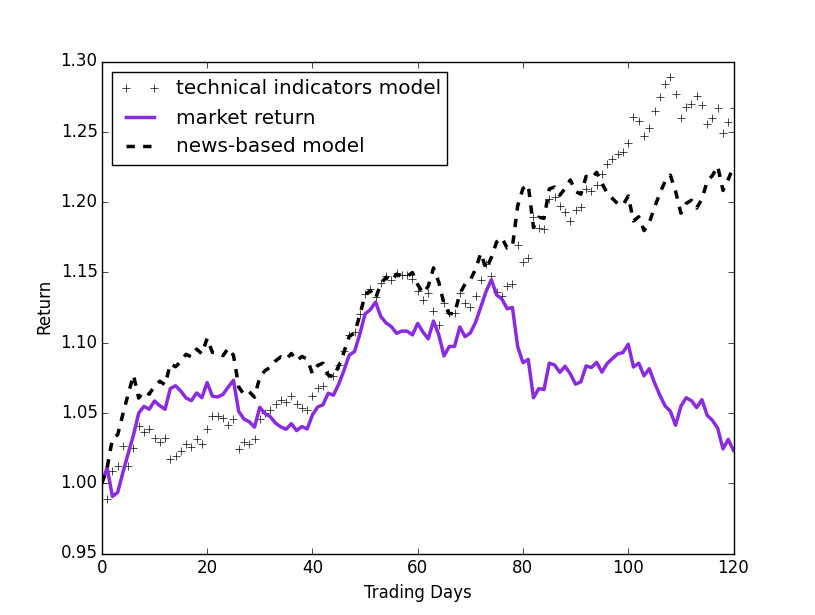 1.30
1.25
1.20
1.15
1.10
1.05
1.00
0.95
Return
technical indicators model
market return
news-based model
0 20 40 60 80 100 120
Trading Days